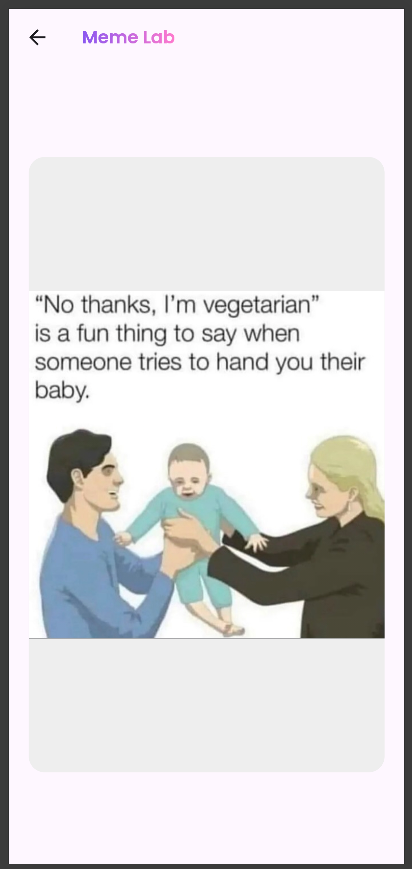 Meme Lab
“No thanks, I’m vegetarian”
is a fun thing to say when
someone tries to hand you their
baby.